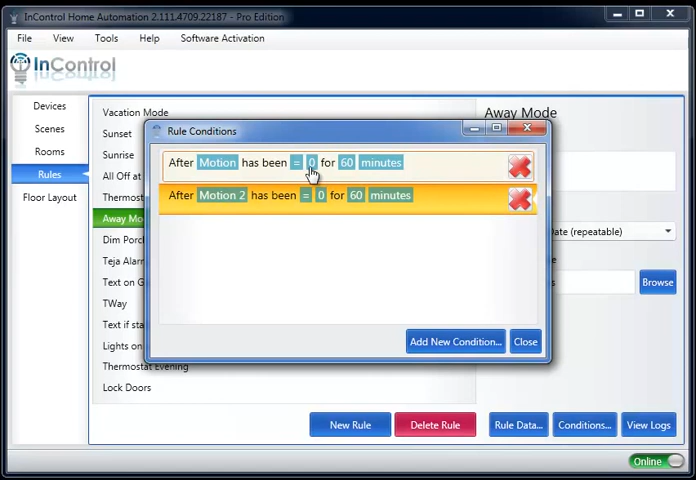 InControl Home Automation 2.111.4709.22187 - Pro Edition
File View Tools Help Software Activation
InControl
Devices
Scenes
Rooms
Rules
Floor Layout
Vacation Mode
Sunset
Sunrise
All Off at
Thermost
Away Mo
Dim Porc
Teja Alarm
Text on G
TWay
Text if sta
Lights on
Thermostat Evening
Lock Doors
Away Mode
Date (repeatable)
Browse
Rule Conditions
After Motion has been = 0 for 60 minutes
After Motion 2 has been = 0 for 60 minutes
Add New Condition... Close
New Rule Delete Rule Rule Data... Conditions... View Logs
Online